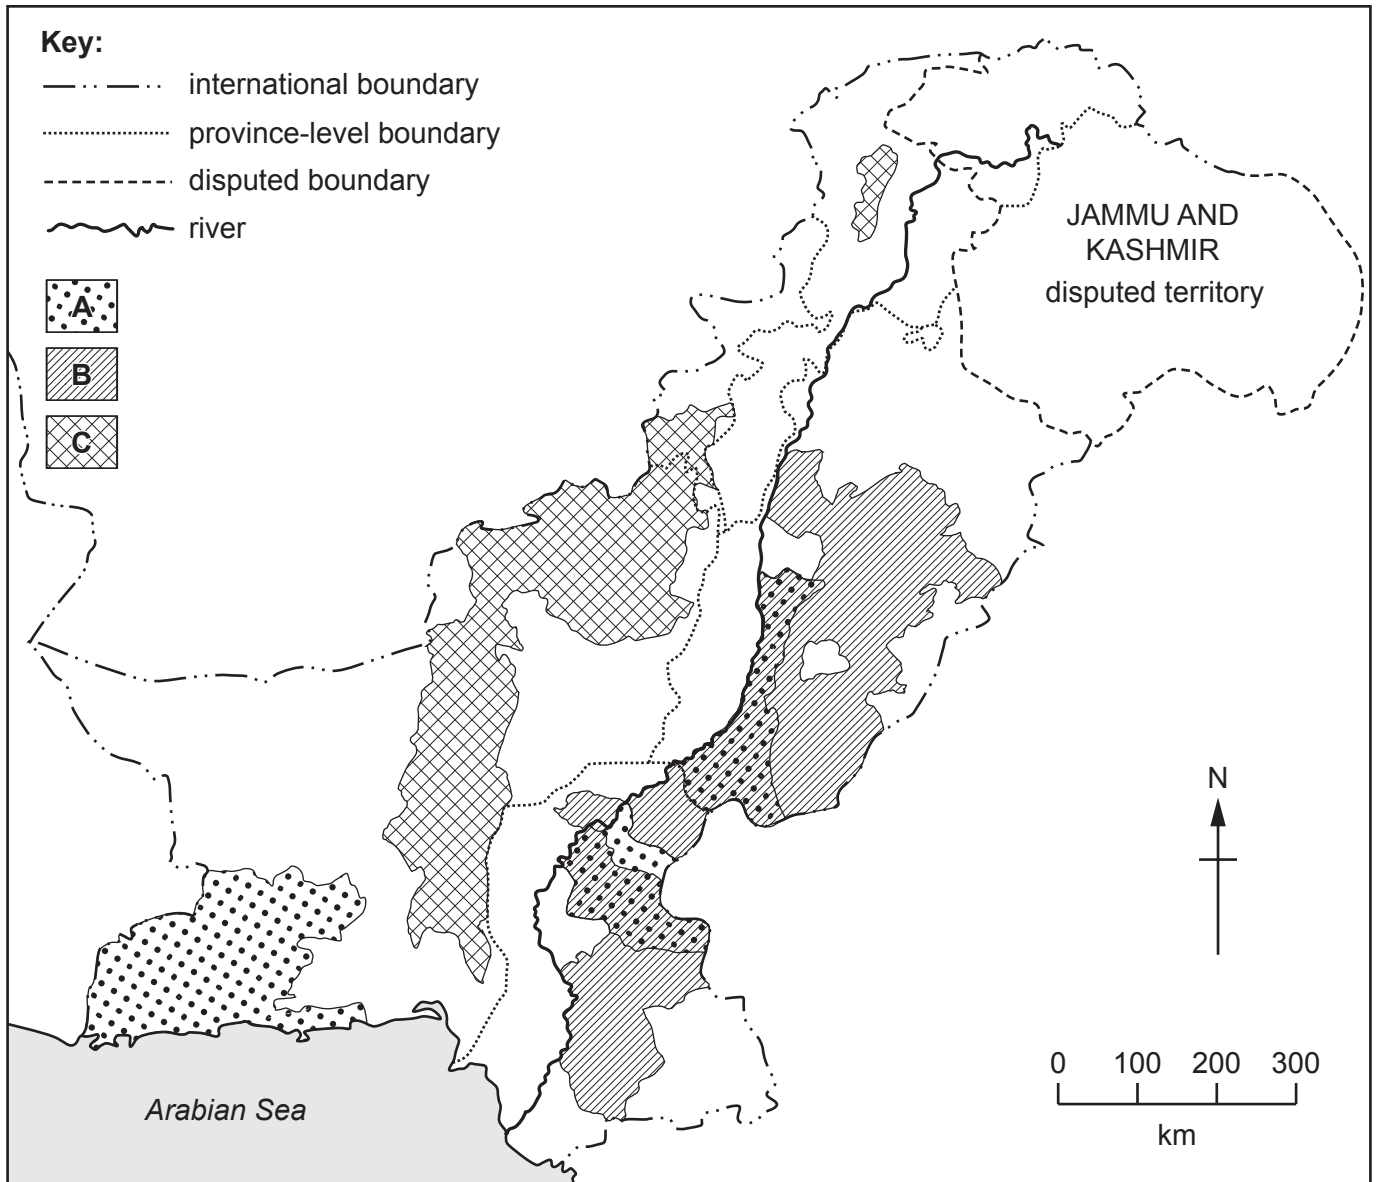 Key:
international boundary
province-level boundary
disputed boundary
river
A
B
C
JAMMU AND
KASHMIR
disputed territory
N
0 100 200 300
km
Arabian Sea